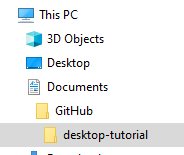 This PC
3D Objects
Desktop
Documents
GitHub
desktop-tutorial